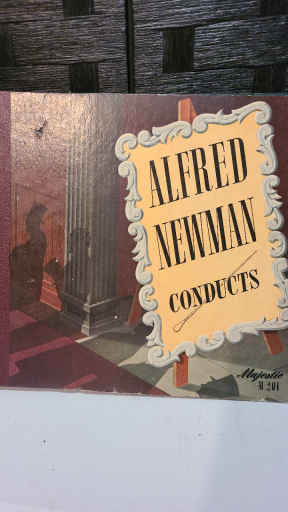 ALFRED
NEWMAN
CONDUCTS
Majestic
M 201